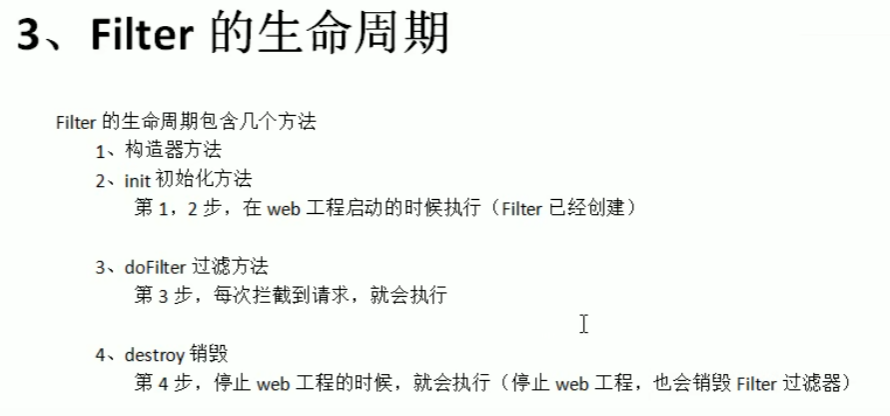 3、Filter 的生命周期
Filter 的生命周期包含几个方法
1、构造器方法
2、init 初始化方法
第 1，2 步，在 web 工程启动的时候执行（Filter 已经创建）
3、doFilter 过滤方法
第 3 步，每次拦截到请求，就会执行
4、destroy 销毁
第 4 步，停止 web 工程的时候，就会执行（停止 web 工程，也会销毁 Filter 过滤器）